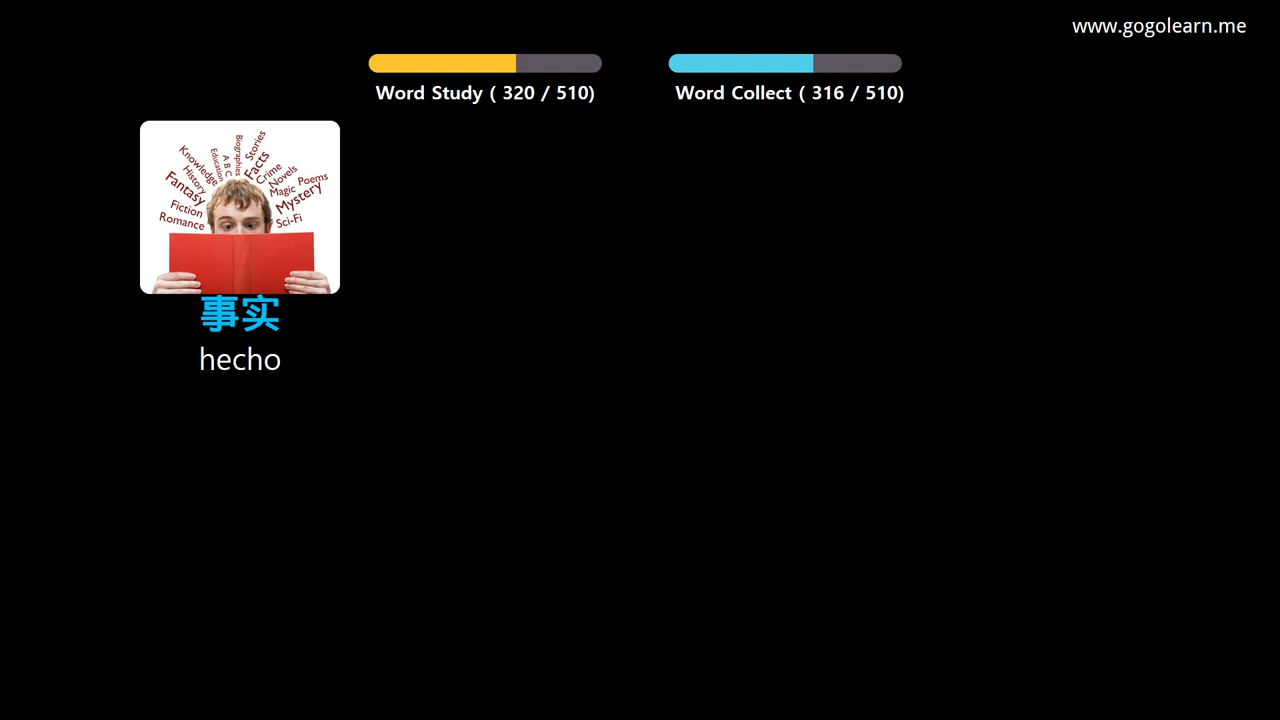 www.gogolearn.me
Word Study ( 320 / 510)
Word Collect ( 316 / 510)
Biographies
Stories
Facts
A B C
Education
Knowledge
Crime
History
Novels
Fantasy
Magic
Poems
Mystery
Fiction
Romance
Sci-Fi
事实
hecho